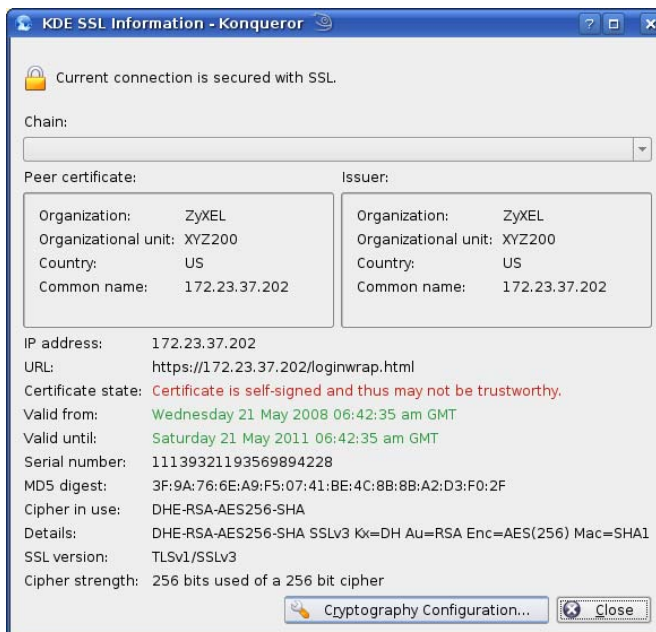 KDE SSL Information - Konqueror
Current connection is secured with SSL.
Chain:
Peer certificate:
Issuer:
Organization: ZyXEL
Organizational unit: XYZ200
Country: US
Common name: 172.23.37.202
Organization: ZyXEL
Organizational unit: XYZ200
Country: US
Common name: 172.23.37.202
IP address: 172.23.37.202
URL: https://172.23.37.202/loginwrap.html
Certificate state: Certificate is self-signed and thus may not be trustworthy.
Valid from: Wednesday 21 May 2008 06:42:35 am GMT
Valid until: Saturday 21 May 2011 06:42:35 am GMT
Serial number: 11139321193569894228
MD5 digest: 3F:9A:76:6E:A9:F5:07:41:BE:4C:8B:8B:A2:D3:F0:2F
Cipher in use: DHE-RSA-AES256-SHA
Details: DHE-RSA-AES256-SHA SSLv3 Kx=DH Au=RSA Enc=AES(256) Mac=SHA1
SSL version: TLSv1/SSLv3
Cipher strength: 256 bits used of a 256 bit cipher
Cryptography Configuration...
Close